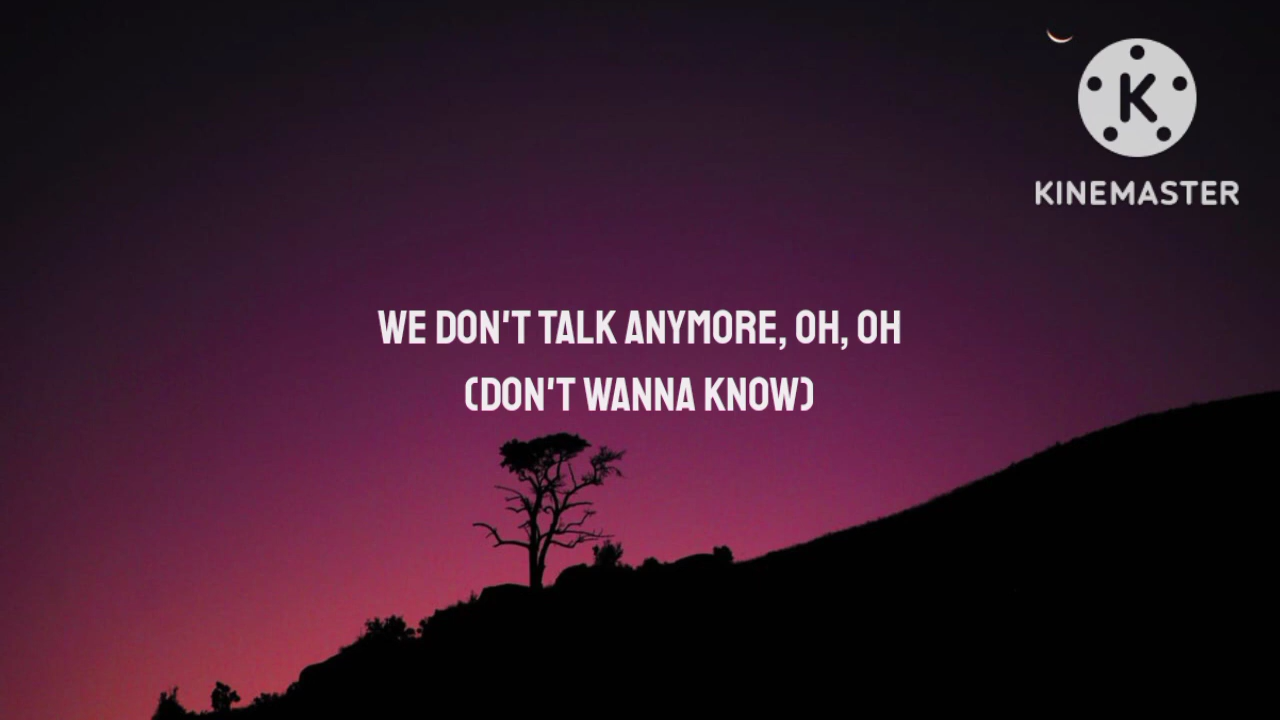 K
KINEMASTER
WE DON'T TALK ANYMORE, OH, OH
(DON'T WANNA KNOW)